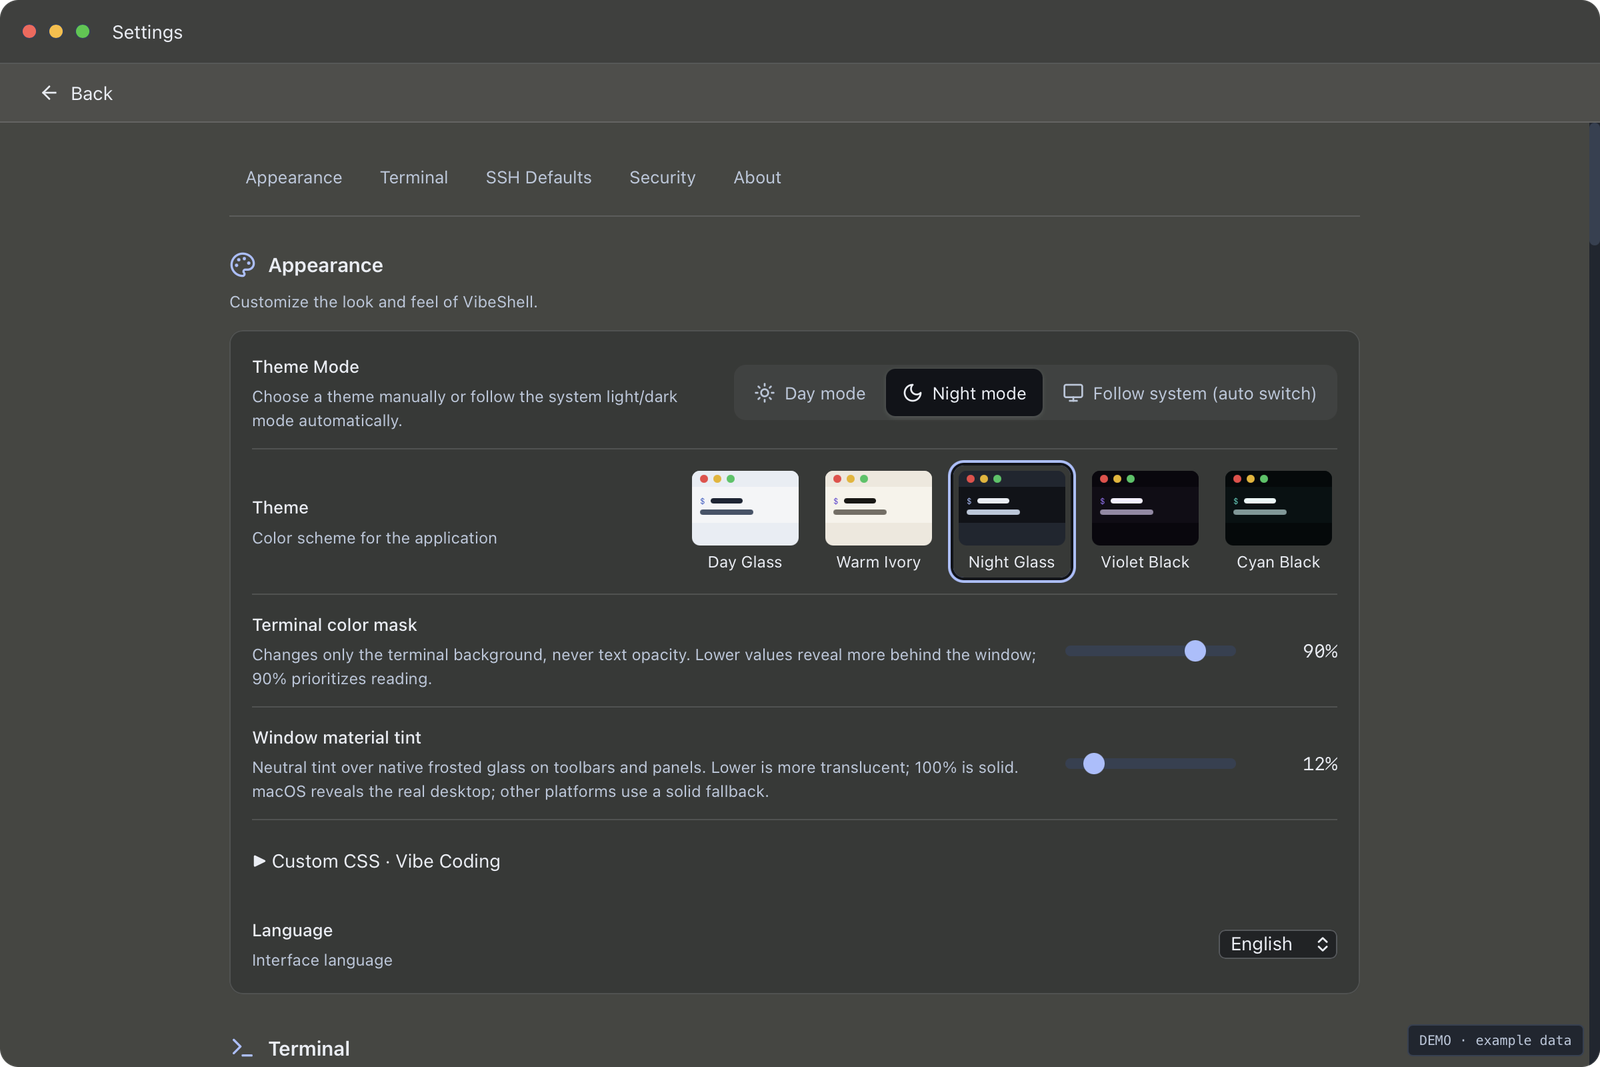 Settings
Back
Appearance
Terminal
SSH Defaults
Security
About
Appearance
Customize the look and feel of VibeShell.
Theme Mode
Choose a theme manually or follow the system light/dark
mode automatically.
Day mode
Night mode
Follow system (auto switch)
Theme
Color scheme for the application
$
$
$
$
$
Day Glass
Warm Ivory
Night Glass
Violet Black
Cyan Black
Terminal color mask
Changes only the terminal background, never text opacity. Lower values reveal more behind the window;
90% prioritizes reading.
90%
Window material tint
Neutral tint over native frosted glass on toolbars and panels. Lower is more translucent; 100% is solid.
macOS reveals the real desktop; other platforms use a solid fallback.
12%
Custom CSS · Vibe Coding
Language
Interface language
English
Terminal
DEMO · example data